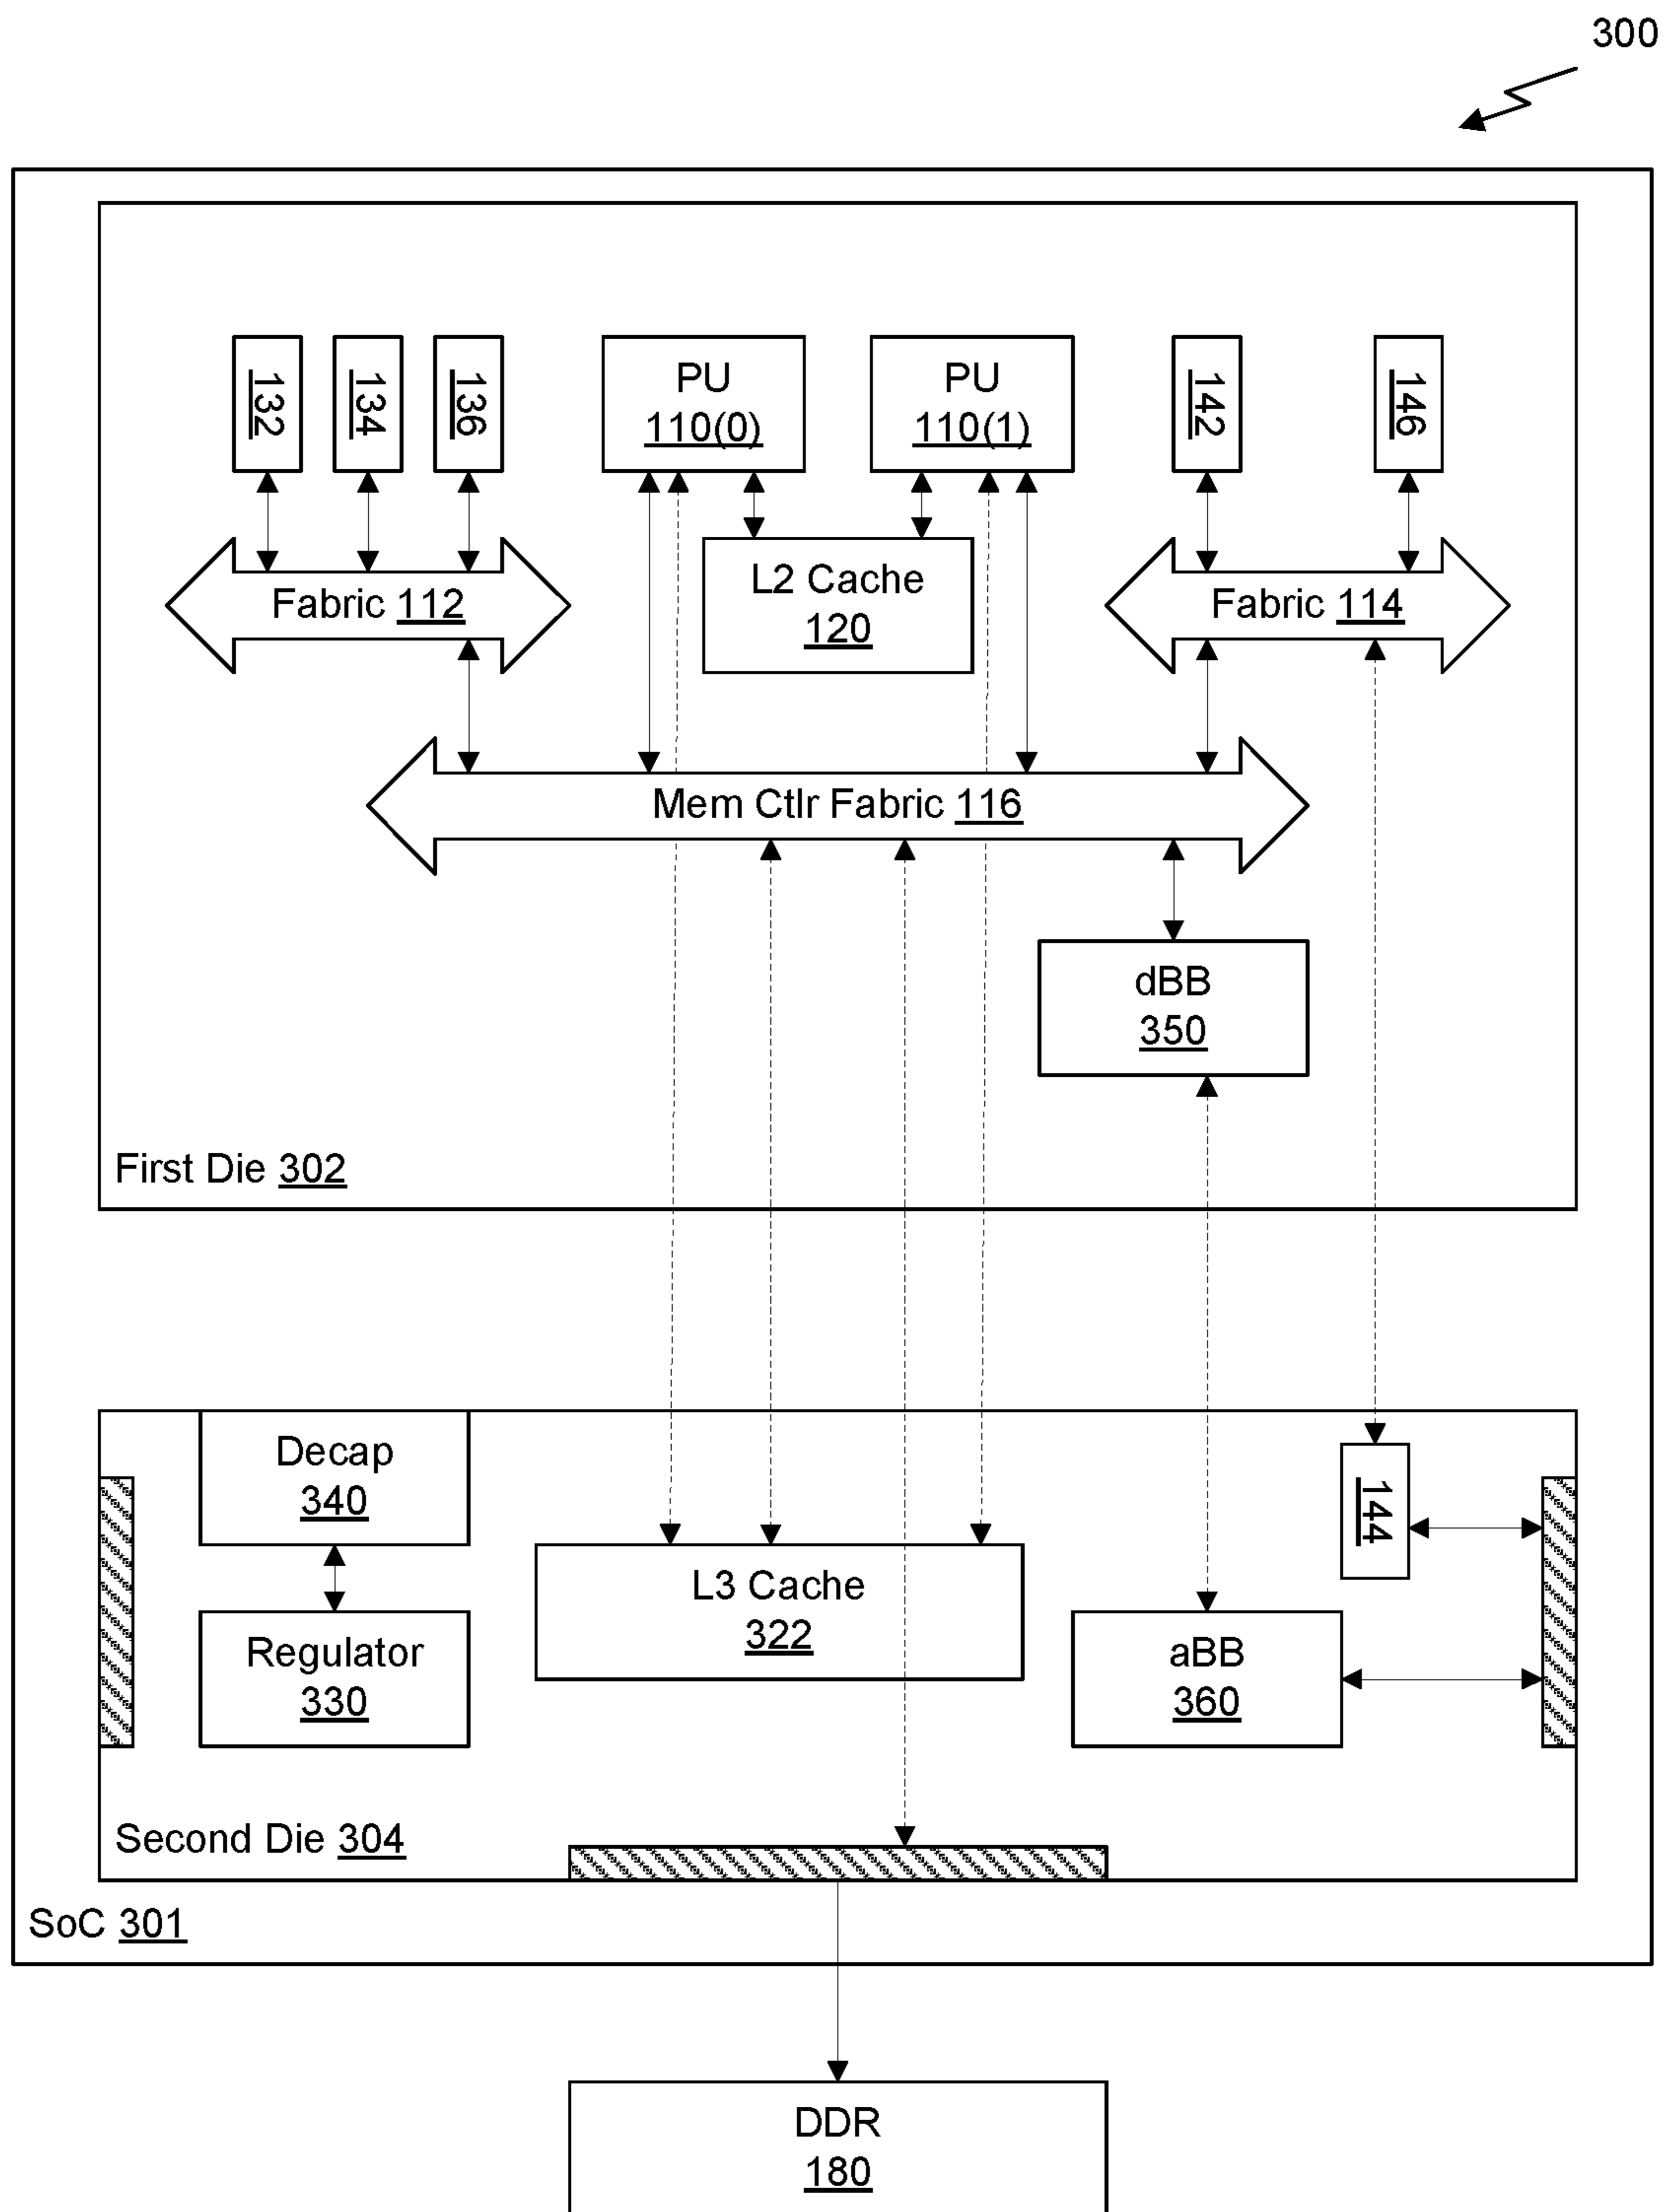 300
132
134
136
PU
110(0)
PU
110(1)
142
146
Fabric 112
L2 Cache
120
Fabric 114
Mem Ctlr Fabric 116
dBB
350
First Die 302
Decap
340
144
L3 Cache
322
Regulator
330
aBB
360
Second Die 304
SoC 301
DDR
180